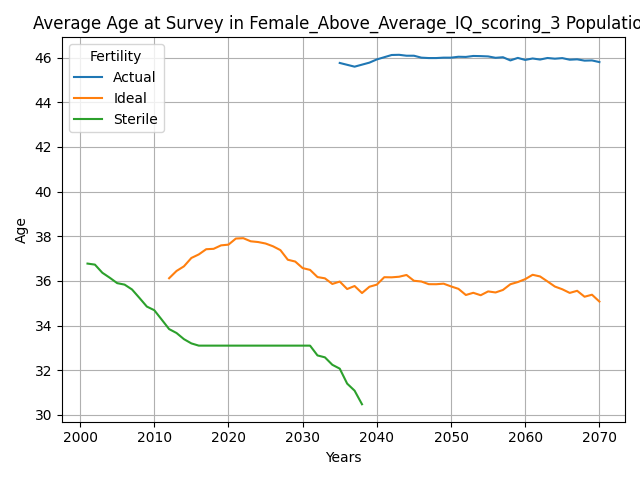 Average Age at Survey in Female_Above_Average_IQ_scoring_3 Populatio
Fertility
Actual
Ideal
Sterile
Age
46
44
42
40
38
36
34
32
30
2000 2010 2020 2030 2040 2050 2060 2070
Years